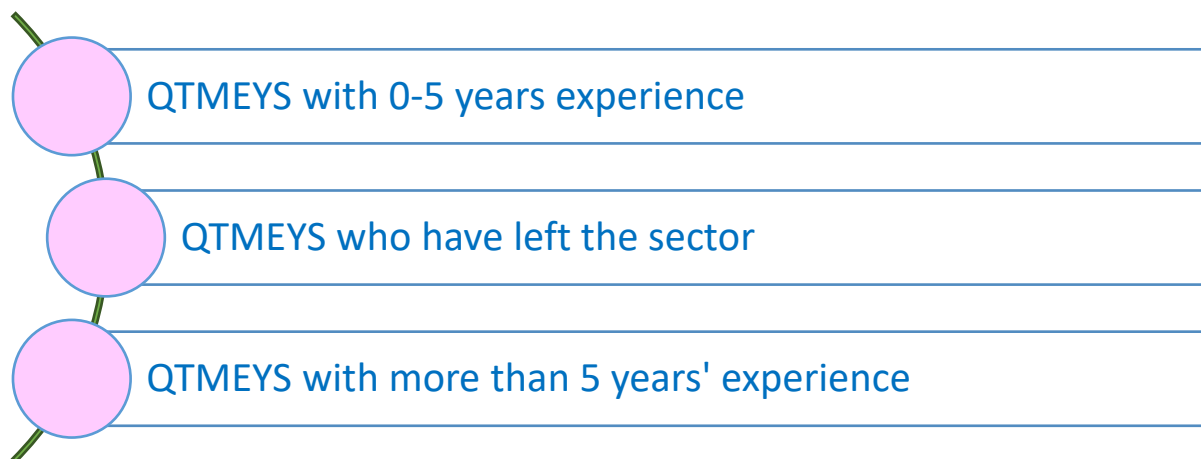 QTMEYS with 0-5 years experience
QTMEYS who have left the sector
QTMEYS with more than 5 years' experience